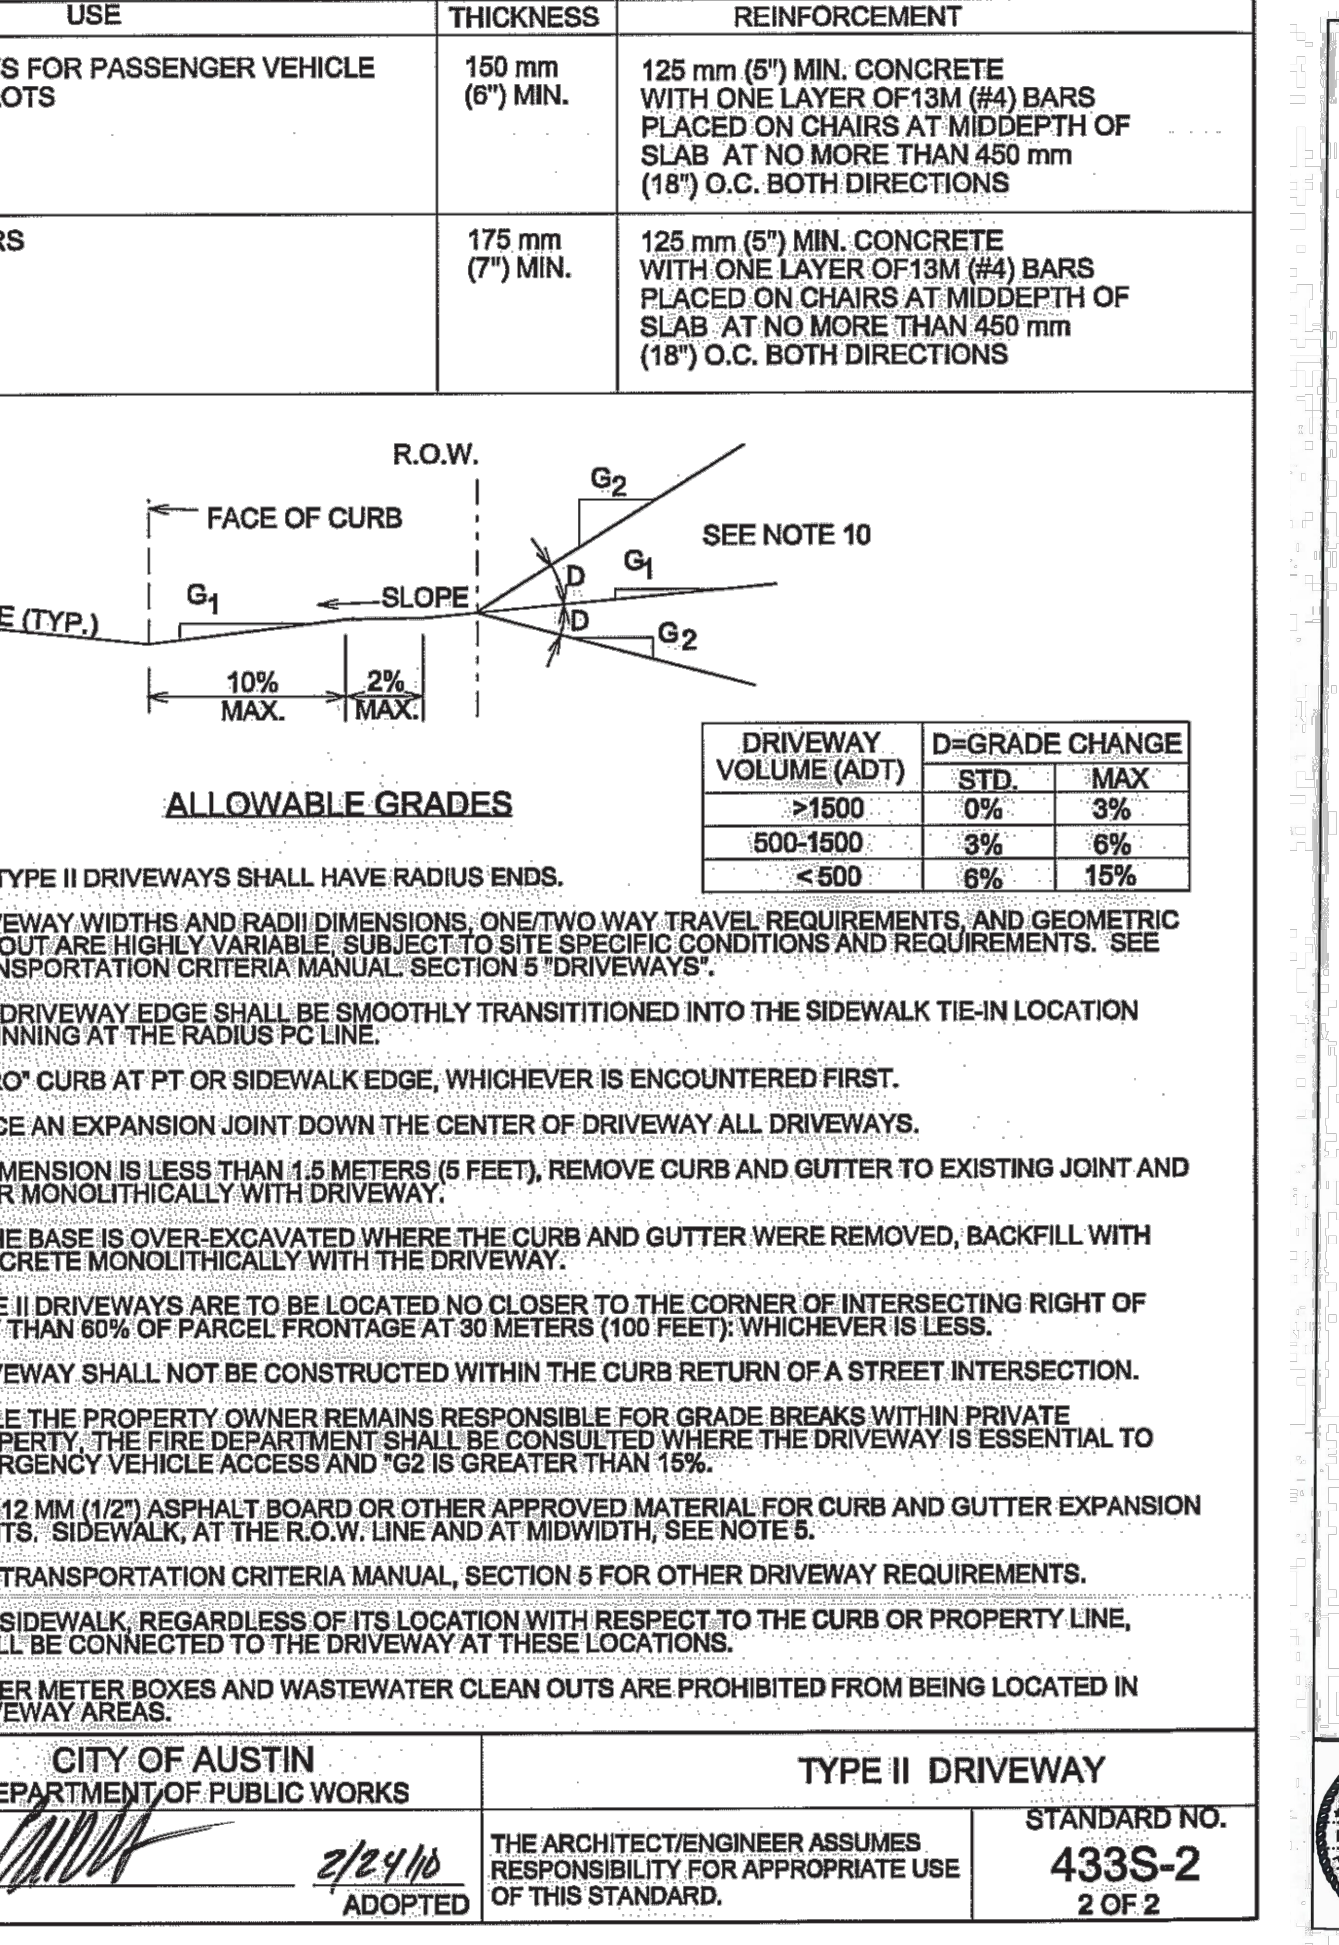 USE THICKNESS REINFORCEMENT
S FOR PASSENGER VEHICLE
OTS
150 mm
(6") MIN.
125 mm (5") MIN. CONCRETE
WITH ONE LAYER OF13M (#4) BARS
PLACED ON CHAIRS AT MIDDEPTH OF
SLAB AT NO MORE THAN 450 mm
(18") O.C. BOTH DIRECTIONS
RS
175 mm
(7") MIN.
125 mm (5") MIN. CONCRETE
WITH ONE LAYER OF13M (#4) BARS
PLACED ON CHAIRS AT MIDDEPTH OF
SLAB AT NO MORE THAN 450 mm
(18") O.C. BOTH DIRECTIONS
R.O.W.
G2
FACE OF CURB
SEE NOTE 10
G1
D
G1
SLOPE
E (TYP.)
D
G2
10%
MAX.
2%
MAX.
ALLOWABLE GRADES
DRIVEWAY
VOLUME (ADT)
D=GRADE CHANGE
STD. MAX
>1500 0% 3%
500-1500 3% 6%
<500 6% 15%
TYPE II DRIVEWAYS SHALL HAVE RADIUS ENDS.
VEWAY WIDTHS AND RADII DIMENSIONS, ONE/TWO WAY TRAVEL REQUIREMENTS, AND GEOMETRIC
OUT ARE HIGHLY VARIABLE, SUBJECT TO SITE SPECIFIC CONDITIONS AND REQUIREMENTS. SEE
NSPORTATION CRITERIA MANUAL. SECTION 5 "DRIVEWAYS".
DRIVEWAY EDGE SHALL BE SMOOTHLY TRANSITITIONED INTO THE SIDEWALK TIE-IN LOCATION
INNING AT THE RADIUS PC LINE.
RO" CURB AT PT OR SIDEWALK EDGE, WHICHEVER IS ENCOUNTERED FIRST.
CE AN EXPANSION JOINT DOWN THE CENTER OF DRIVEWAY ALL DRIVEWAYS.
MENSION IS LESS THAN 1.5 METERS (5 FEET), REMOVE CURB AND GUTTER TO EXISTING JOINT AND
R MONOLITHICALLY WITH DRIVEWAY.
HE BASE IS OVER-EXCAVATED WHERE THE CURB AND GUTTER WERE REMOVED, BACKFILL WITH
CRETE MONOLITHICALLY WITH THE DRIVEWAY.
E II DRIVEWAYS ARE TO BE LOCATED NO CLOSER TO THE CORNER OF INTERSECTING RIGHT OF
THAN 60% OF PARCEL FRONTAGE AT 30 METERS (100 FEET): WHICHEVER IS LESS.
VEWAY SHALL NOT BE CONSTRUCTED WITHIN THE CURB RETURN OF A STREET INTERSECTION.
LE THE PROPERTY OWNER REMAINS RESPONSIBLE FOR GRADE BREAKS WITHIN PRIVATE
PERTY, THE FIRE DEPARTMENT SHALL BE CONSULTED WHERE THE DRIVEWAY IS ESSENTIAL TO
RGENCY VEHICLE ACCESS AND "G2 IS GREATER THAN 15%.
12 MM (1/2") ASPHALT BOARD OR OTHER APPROVED MATERIAL FOR CURB AND GUTTER EXPANSION
TS. SIDEWALK, AT THE R.O.W. LINE AND AT MIDWIDTH, SEE NOTE 5.
TRANSPORTATION CRITERIA MANUAL, SECTION 5 FOR OTHER DRIVEWAY REQUIREMENTS.
SIDEWALK, REGARDLESS OF ITS LOCATION WITH RESPECT TO THE CURB OR PROPERTY LINE,
LL BE CONNECTED TO THE DRIVEWAY AT THESE LOCATIONS.
ER METER BOXES AND WASTEWATER CLEAN OUTS ARE PROHIBITED FROM BEING LOCATED IN
VEWAY AREAS.
CITY OF AUSTIN
EPARTMENT OF PUBLIC WORKS
TYPE II DRIVEWAY
2/24/10
ADOPTED
THE ARCHITECT/ENGINEER ASSUMES
RESPONSIBILITY FOR APPROPRIATE USE
OF THIS STANDARD.
STANDARD NO.
433S-2
2 OF 2